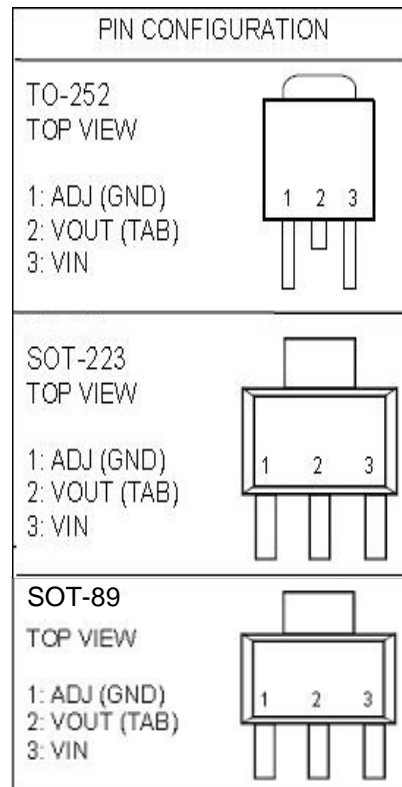 PIN CONFIGURATION
TO-252
TOP VIEW
1: ADJ (GND)
2: VOUT (TAB)
3: VIN
1 2 3
SOT-223
TOP VIEW
1: ADJ (GND)
2: VOUT (TAB)
3: VIN
1 2 3
SOT-89
TOP VIEW
1: ADJ (GND)
2: VOUT (TAB)
3: VIN
1 2 3